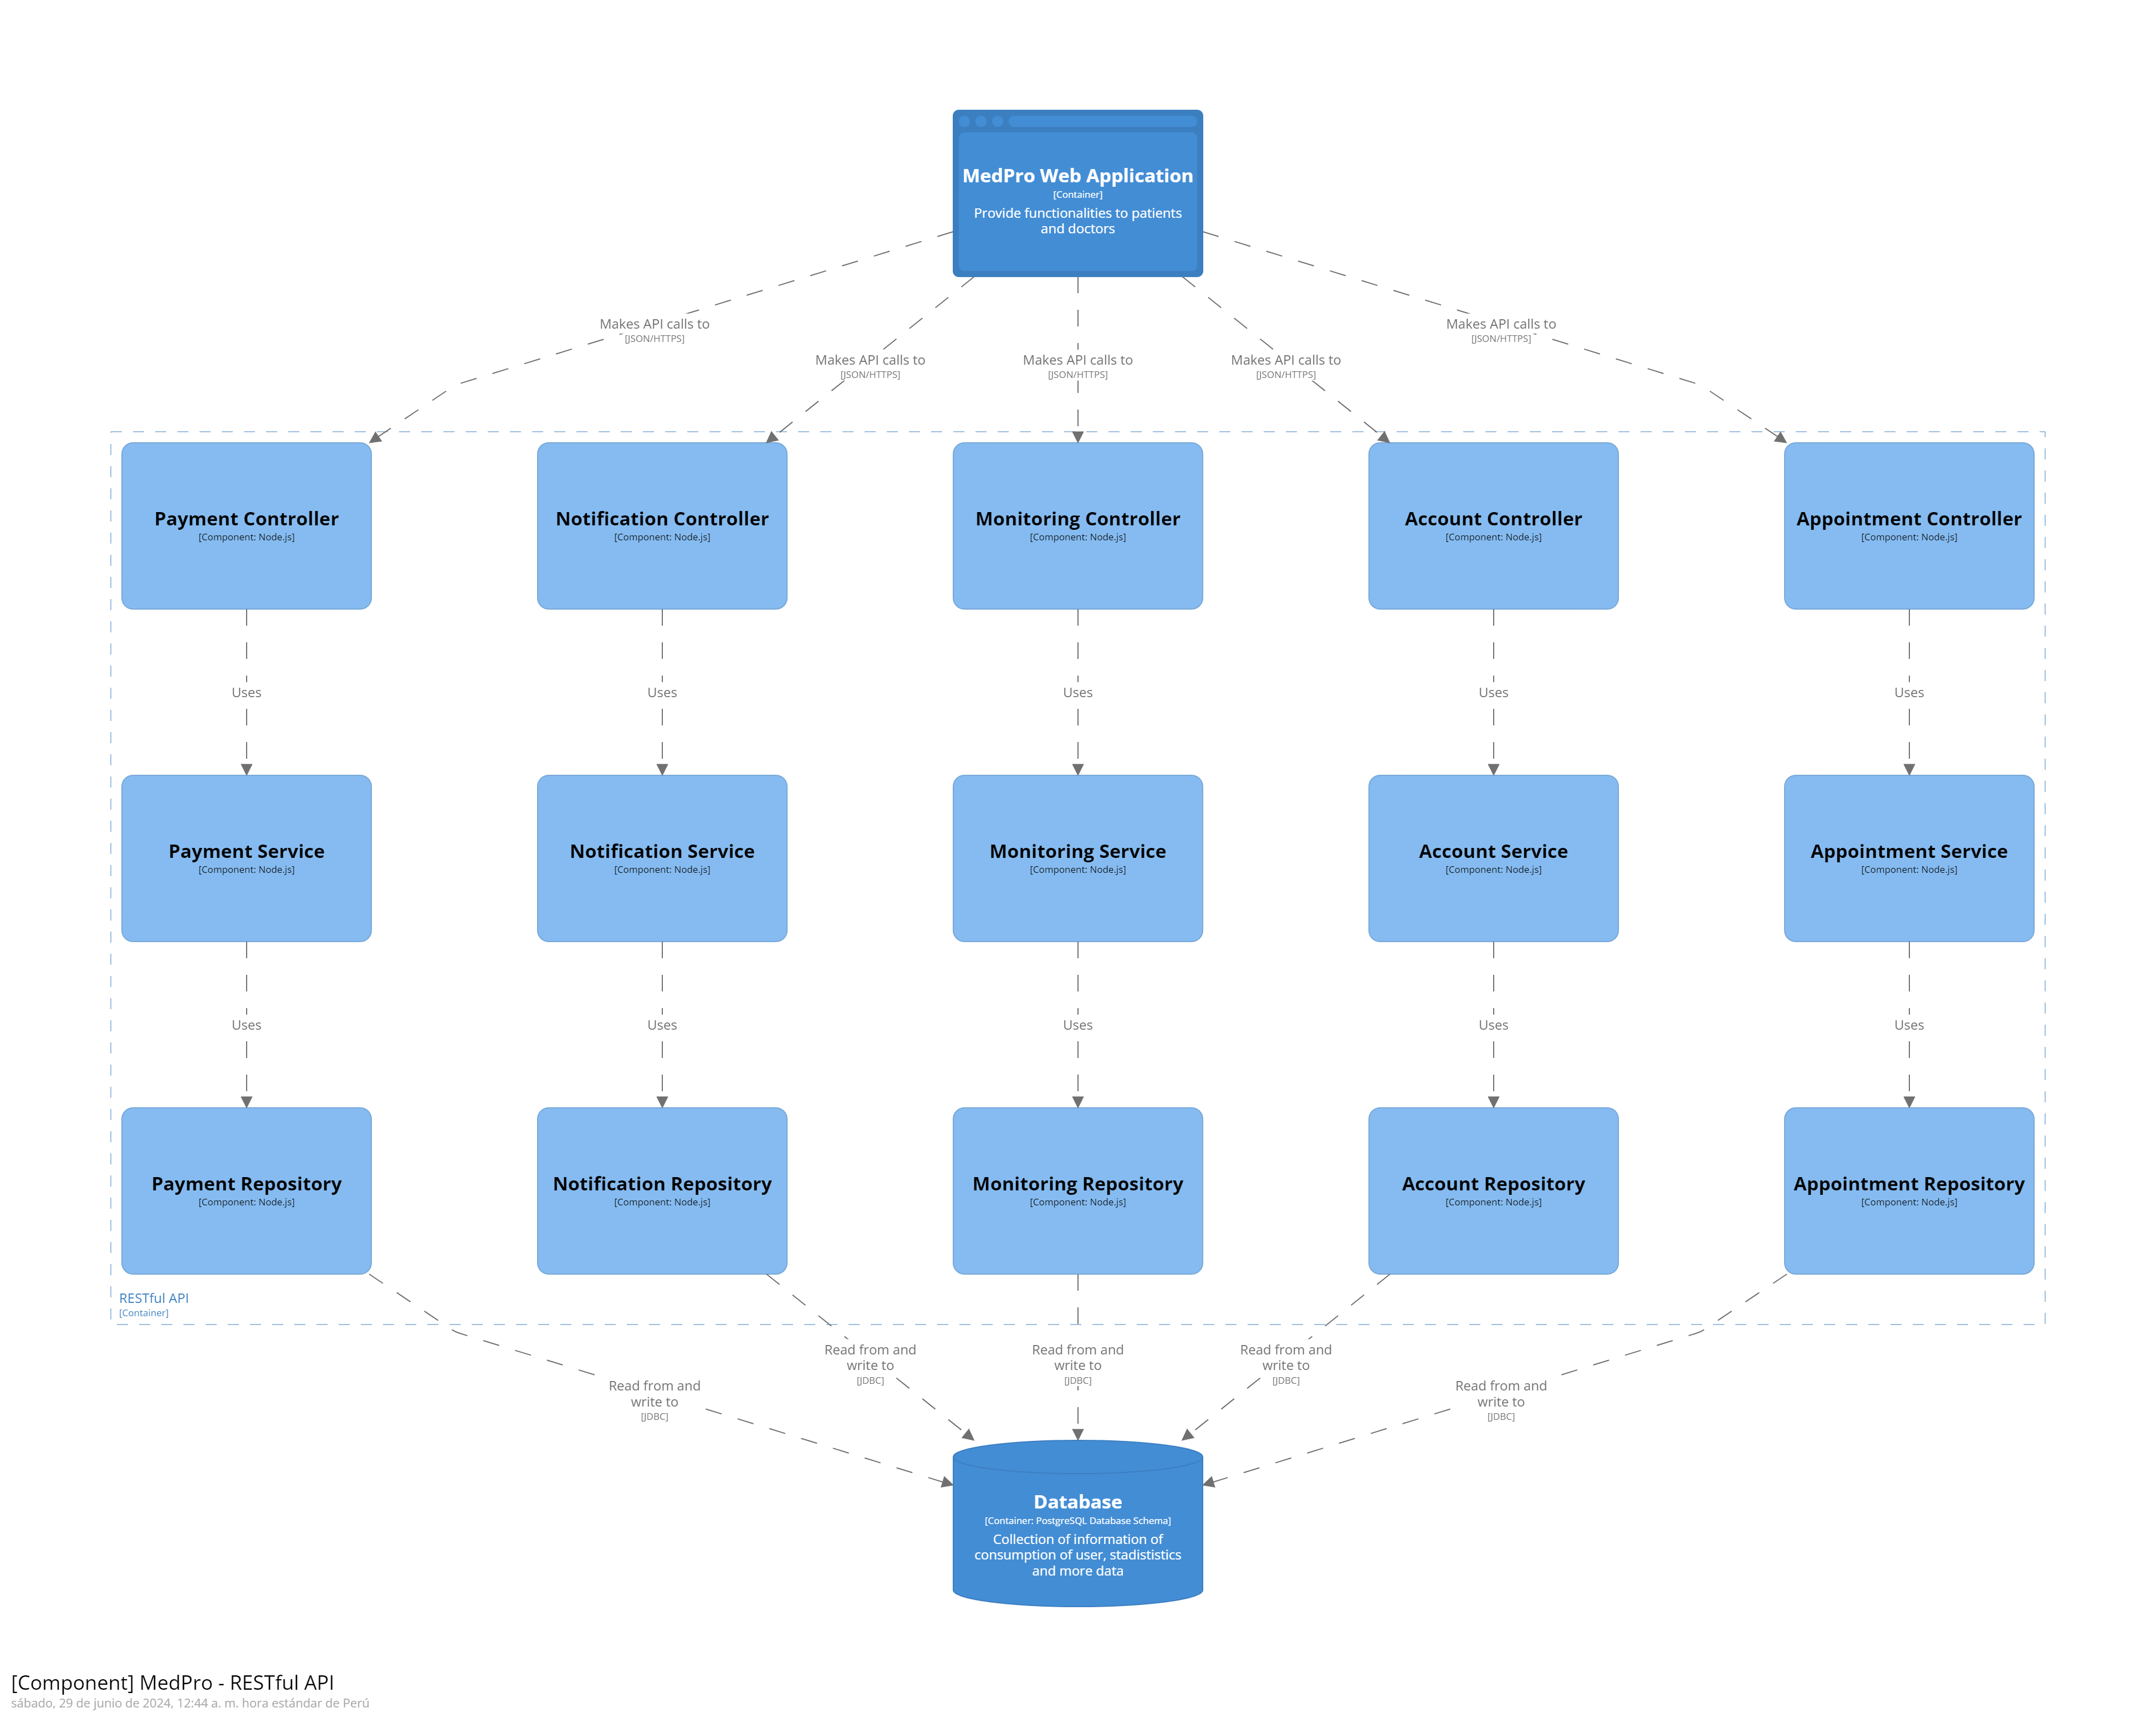 MedPro Web Application
[Container]
Provide functionalities to patients
and doctors
Makes API calls to
[JSON/HTTPS]
Makes API calls to
[JSON/HTTPS]
Makes API calls to
[JSON/HTTPS]
Makes API calls to
[JSON/HTTPS]
Makes API calls to
[JSON/HTTPS]
Payment Controller
[Component: Node.js]
Notification Controller
[Component: Node.js]
Monitoring Controller
[Component: Node.js]
Account Controller
[Component: Node.js]
Appointment Controller
[Component: Node.js]
Uses
Uses
Uses
Uses
Uses
Payment Service
[Component: Node.js]
Notification Service
[Component: Node.js]
Monitoring Service
[Component: Node.js]
Account Service
[Component: Node.js]
Appointment Service
[Component: Node.js]
Uses
Uses
Uses
Uses
Uses
Payment Repository
[Component: Node.js]
Notification Repository
[Component: Node.js]
Monitoring Repository
[Component: Node.js]
Account Repository
[Component: Node.js]
Appointment Repository
[Component: Node.js]
RESTful API
[Container]
Read from and
write to
[JDBC]
Read from and
write to
[JDBC]
Read from and
write to
[JDBC]
Read from and
write to
[JDBC]
Read from and
write to
[JDBC]
Database
[Container: PostgreSQL Database Schema]
Collection of information of
consumption of user, stadististics
and more data
[Component] MedPro - RESTful API
sábado, 29 de junio de 2024, 12:44 a. m. hora estándar de Perú